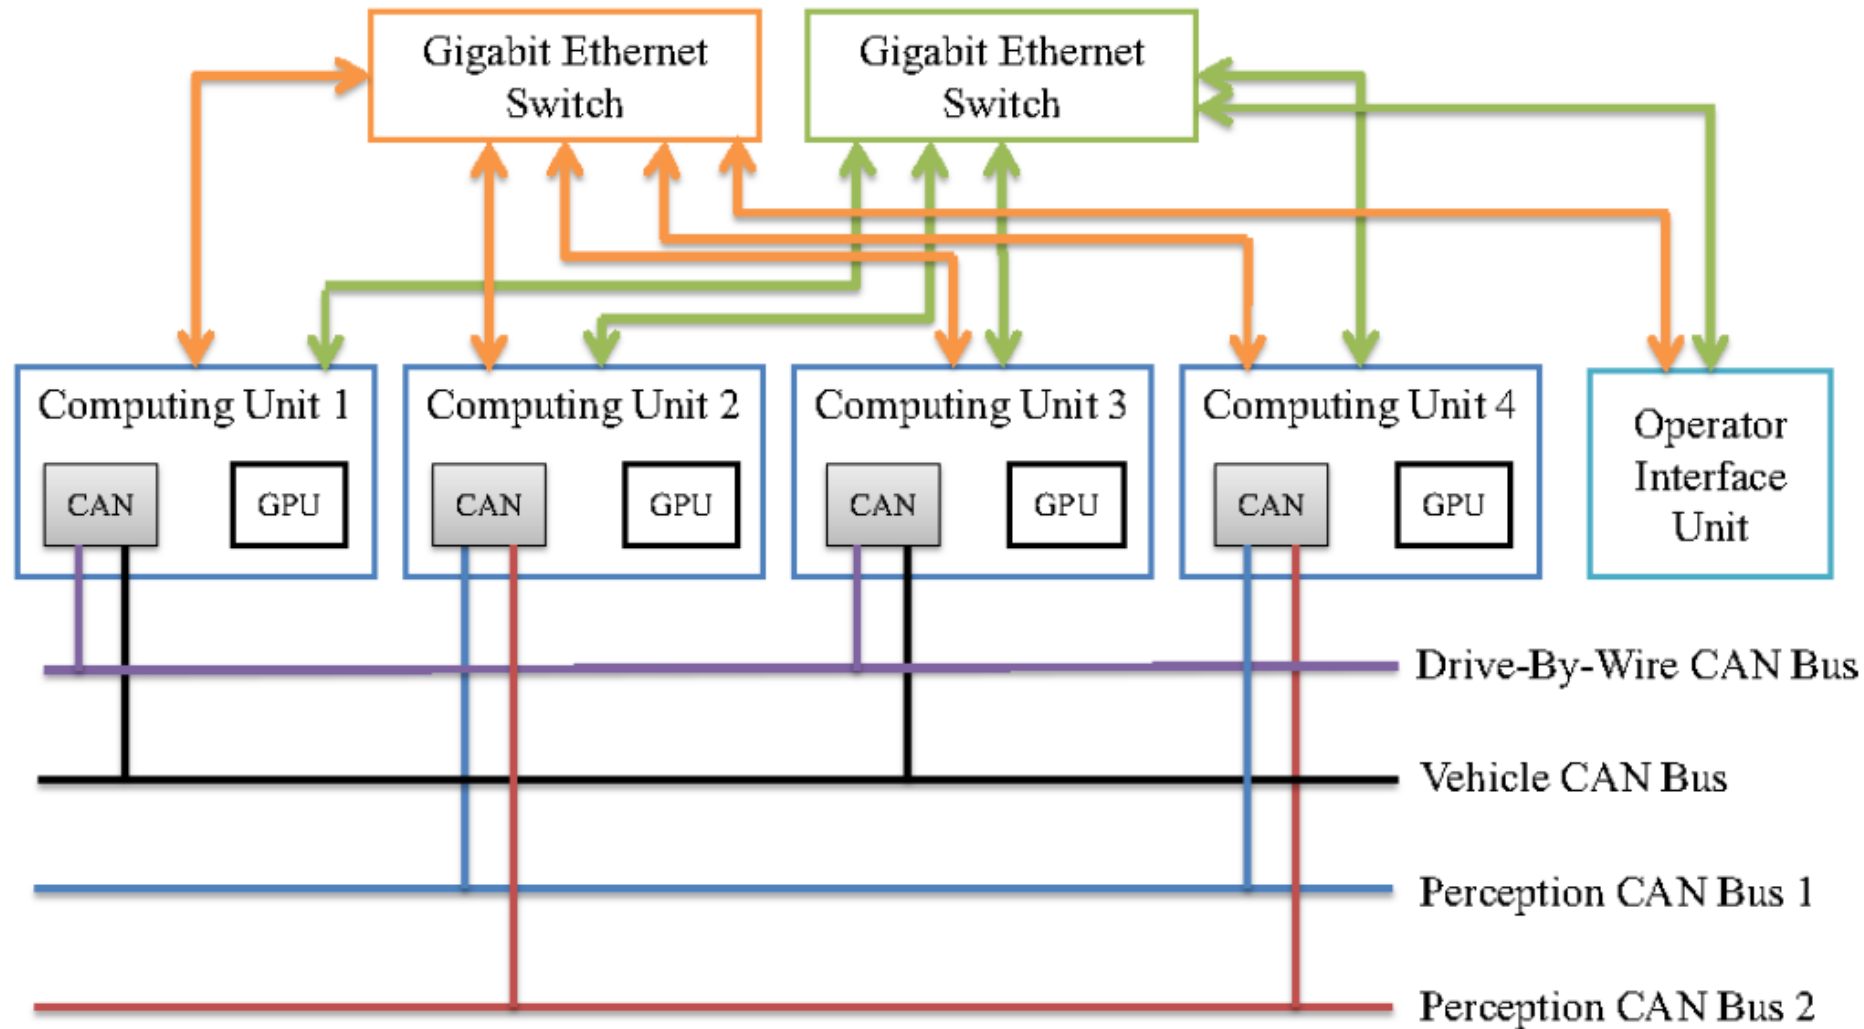 Gigabit Ethernet
Switch
Gigabit Ethernet
Switch
Computing Unit 1
CAN
GPU
Computing Unit 2
CAN
GPU
Computing Unit 3
CAN
GPU
Computing Unit 4
CAN
GPU
Operator
Interface
Unit
Drive-By-Wire CAN Bus
Vehicle CAN Bus
Perception CAN Bus 1
Perception CAN Bus 2